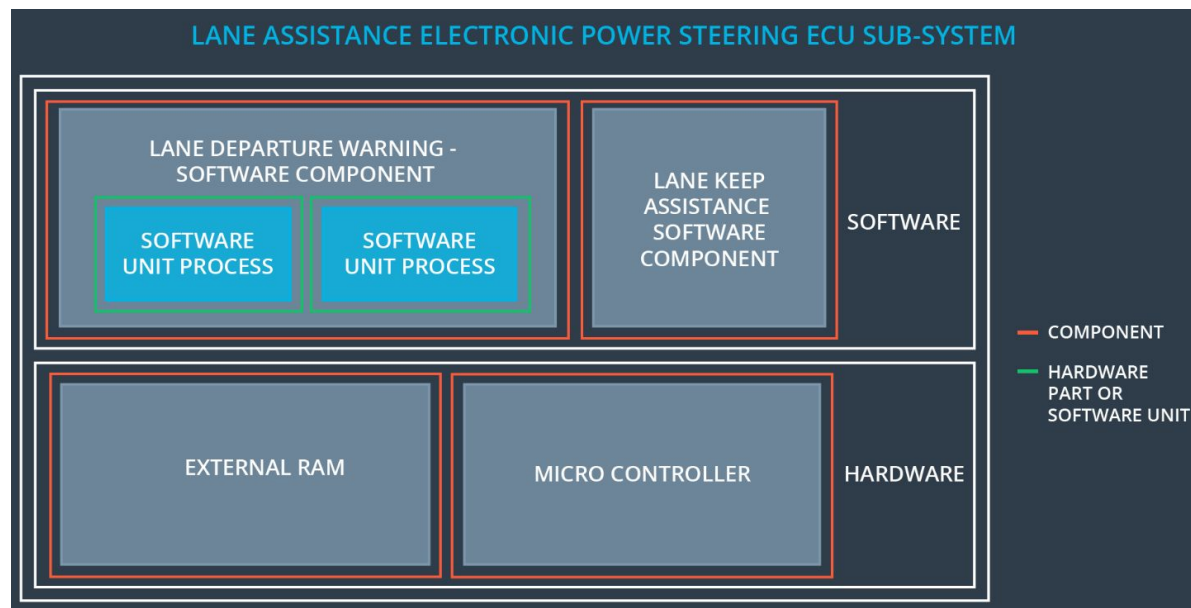 LANE ASSISTANCE ELECTRONIC POWER STEERING ECU SUB-SYSTEM
LANE DEPARTURE WARNING -
SOFTWARE COMPONENT
SOFTWARE
UNIT PROCESS
SOFTWARE
UNIT PROCESS
LANE KEEP
ASSISTANCE
SOFTWARE
COMPONENT
SOFTWARE
EXTERNAL RAM
MICRO CONTROLLER
HARDWARE
COMPONENT
HARDWARE
PART OR
SOFTWARE UNIT